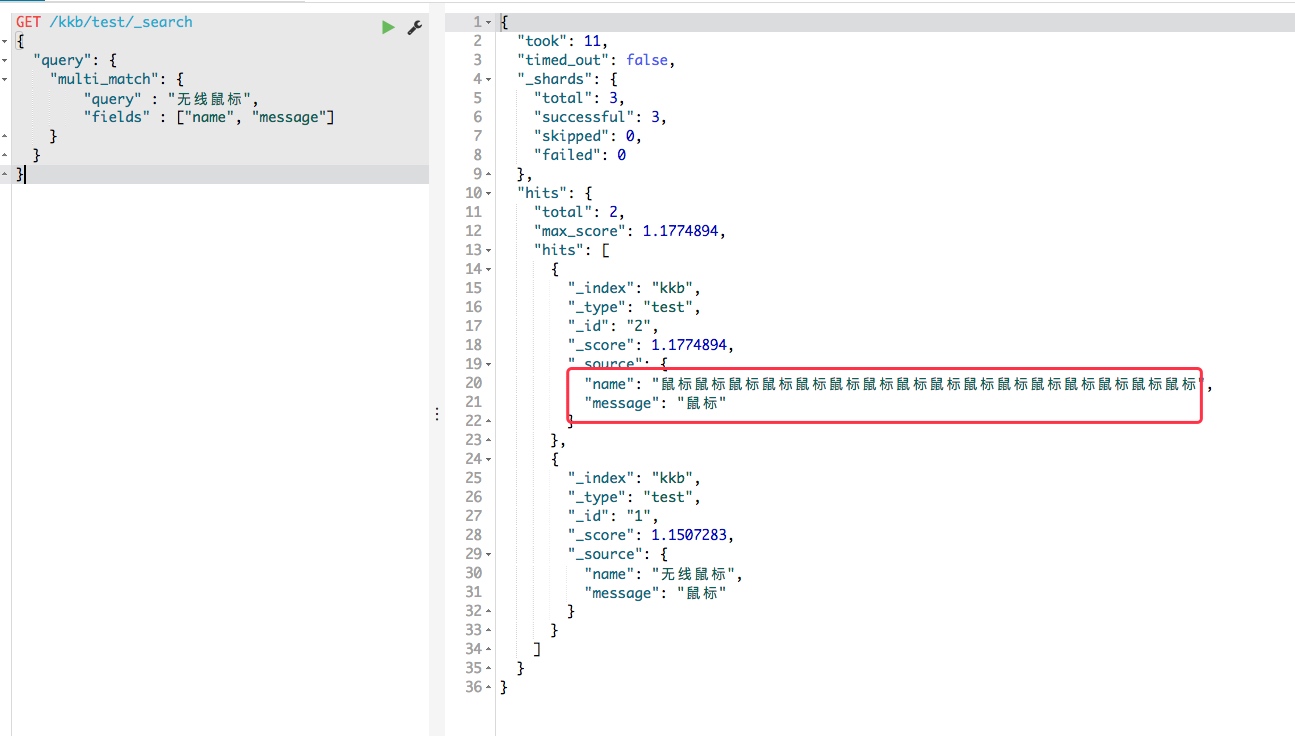 GET /kkb/test/_search
{
  "query": {
    "multi_match": {
        "query" : "无线鼠标",
        "fields" : ["name", "message"]
    }
  }
}
1 {
2   "took": 11,
3   "timed_out": false,
4   "_shards": {
5     "total": 3,
6     "successful": 3,
7     "skipped": 0,
8     "failed": 0
9   },
10   "hits": {
11     "total": 2,
12     "max_score": 1.1774894,
13     "hits": [
14       {
15         "_index": "kkb",
16         "_type": "test",
17         "_id": "2",
18         "_score": 1.1774894,
19         "_source": {
20           "name": "鼠标鼠标鼠标鼠标鼠标鼠标鼠标鼠标鼠标鼠标鼠标鼠标鼠标鼠标鼠标鼠标",
21           "message": "鼠标"
22         }
23       },
24       {
25         "_index": "kkb",
26         "_type": "test",
27         "_id": "1",
28         "_score": 1.1507283,
29         "_source": {
30           "name": "无线鼠标",
31           "message": "鼠标"
32         }
33       }
34     ]
35   }
36 }